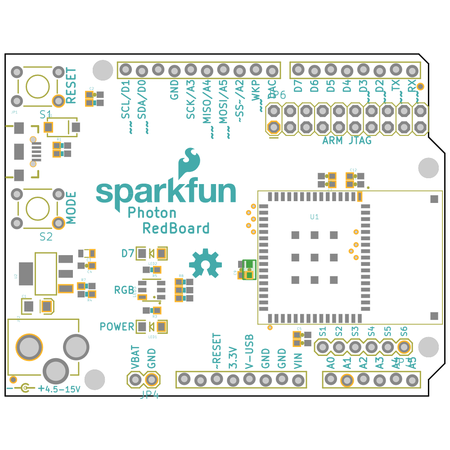 RESET
~SCL/D1
~SDA/D0
GND
SCK/A3
MISO/A4
MOSI/A5
~SS~/A2
WKP
DAC
D7
D6
D5
D4
D3
D2
TX
RX
S1
JP6
ARM JTAG
sparkfun
Photon
RedBoard
MODE
S2
U1
D7
RGB
POWER
S1
S2
S3
S4
S5
S6
VBAT
GND
~RESET
3.3V
V-USB
GND
GND
VIN
A0
A1
A2
A3
A4
A5
JP4
+4.5-15V